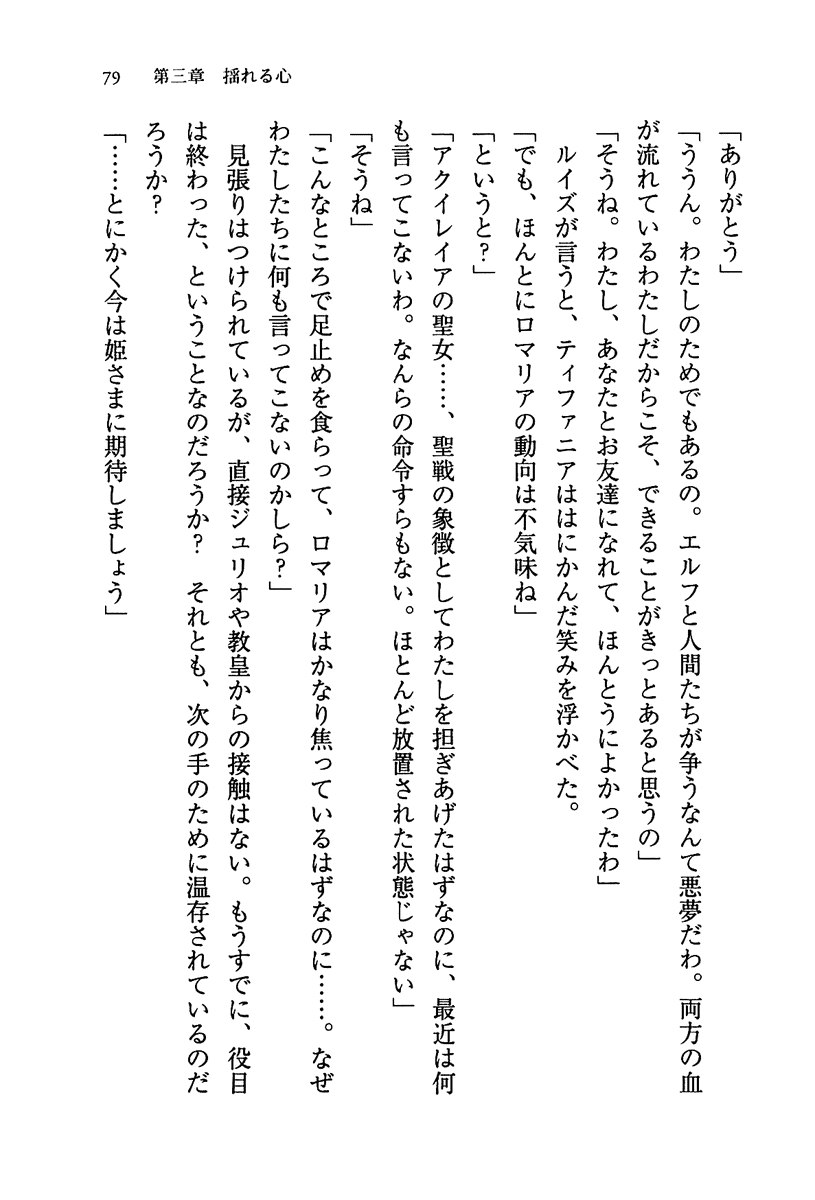 79　第三章　揺れる心
「ありがとう」
「ううん。わたしのためでもあるの。エルフと人間たちが争うなんて悪夢だわ。両方の血
が流れているわたしだからこそ、できることがきっとあると思うの」
「そうね。わたし、あなたとお友達になれて、ほんとうによかったわ」
　ルイズが言うと、ティファニアははにかんだ笑みを浮かべた。
「でも、ほんとにロマリアの動向は不気味ね」
「というと？」
「アクイレイアの聖女……、聖戦の象徴としてわたしを担ぎあげたはずなのに、最近は何
も言ってこないわ。なんらの命令すらもない。ほとんど放置された状態じゃない」
「そうね」
「こんなところで足止めを食らって、ロマリアはかなり焦っているはずなのに……。なぜ
わたしたちに何も言ってこないのかしら？」
　見張りはつけられているが、直接ジュリオや教皇からの接触はない。もうすでに、役目
は終わった、ということなのだろうか？　それとも、次の手のために温存されているのだ
ろうか？
「……とにかく今は姫さまに期待しましょう」